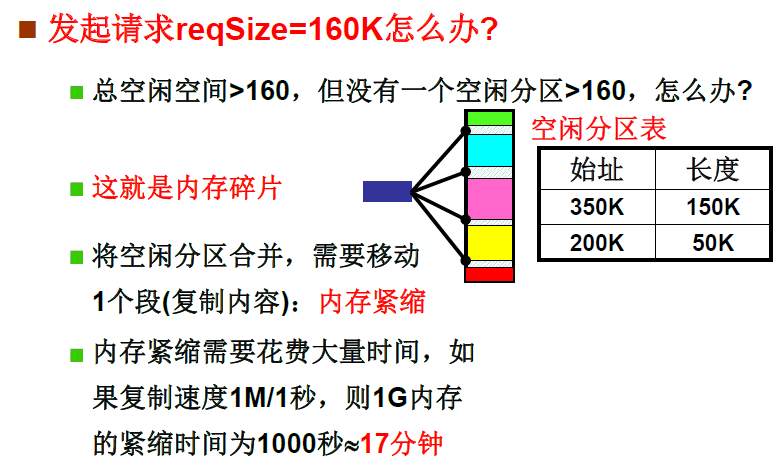 发起请求reqSize=160K怎么办?
总空闲空间>160，但没有一个空闲分区>160，怎么办?
空闲分区表
始址 长度
350K 150K
200K 50K
这就是内存碎片
将空闲分区合并，需要移动
1个段(复制内容)：内存紧缩
内存紧缩需要花费大量时间，如
果复制速度1M/1秒，则1G内存
的紧缩时间为1000秒≈17分钟